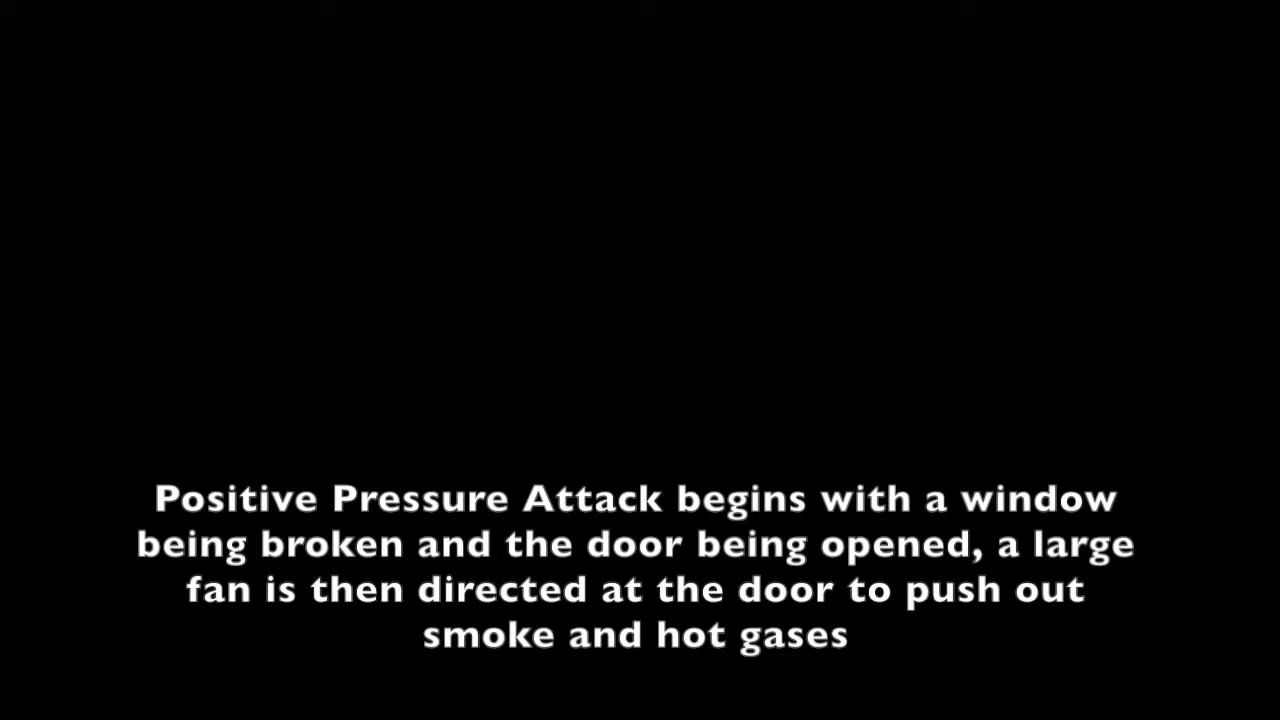 Positive Pressure Attack begins with a window
being broken and the door being opened, a large
fan is then directed at the door to push out
smoke and hot gases